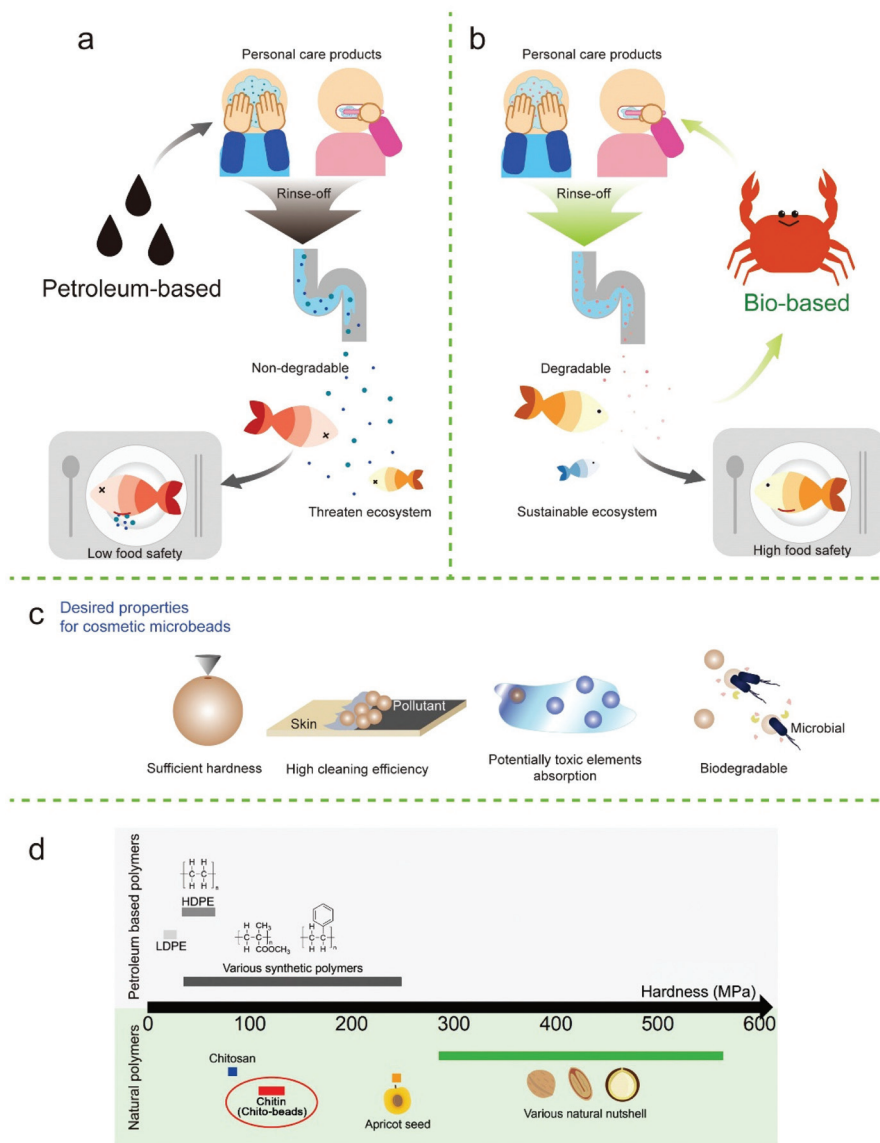 a
Personal care products
Rinse-off
Petroleum-based
Non-degradable
Threaten ecosystem
Low food safety
b
Personal care products
Rinse-off
Bio-based
Degradable
Sustainable ecosystem
High food safety
c
Desired properties
for cosmetic microbeads
Skin
Pollutant
Microbial
Sufficient hardness
High cleaning efficiency
Potentially toxic elements
absorption
Biodegradable
d
Petroleum based polymers
H H
C C
H H
n
HDPE
LDPE
H CH3
C C
H COOCH3
n
H
C C
H H
n
Various synthetic polymers
Hardness (MPa)
0 100 200 300 400 500 600
Natural polymers
Chitosan
Chitin
(Chito-beads)
Apricot seed
Various natural nutshell